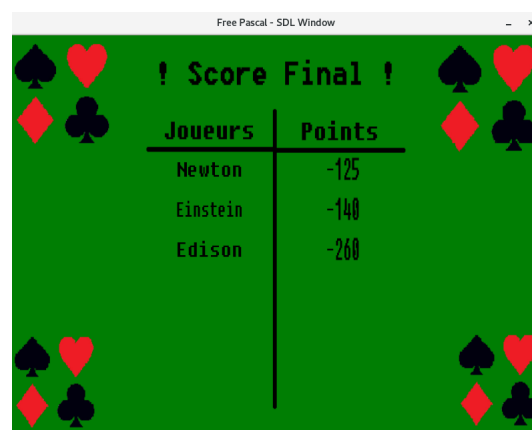 Free Pascal - SDL Window
! Score Final !
Joueurs Points
Newton -125
Einstein -140
Edison -260